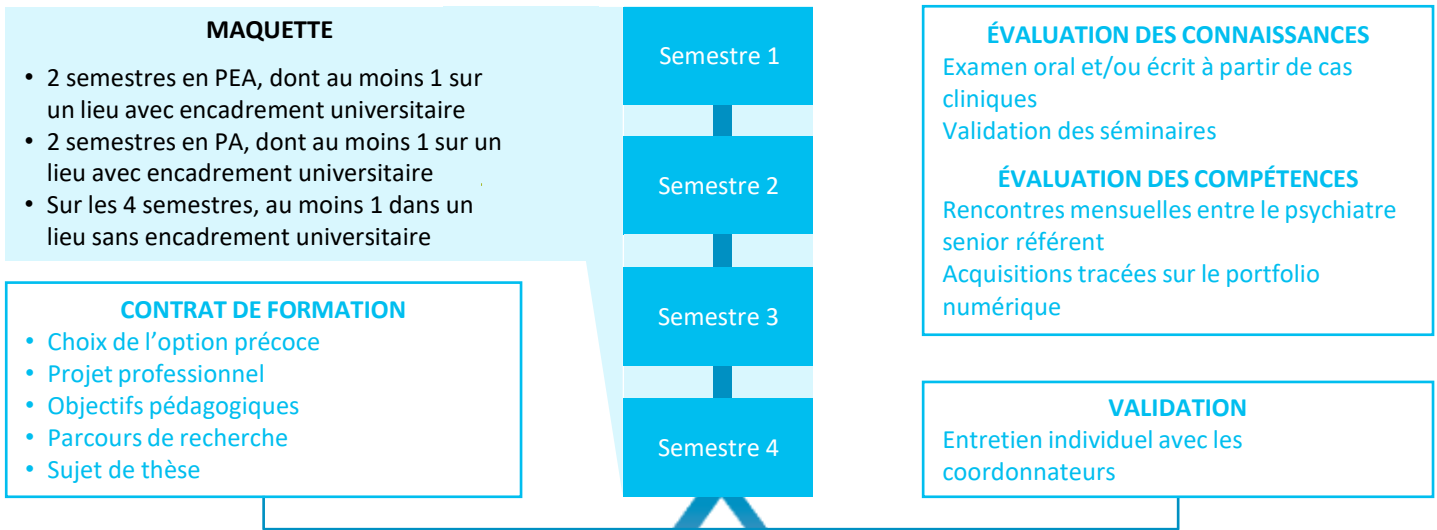 MAQUETTE
• 2 semestres en PEA, dont au moins 1 sur
un lieu avec encadrement universitaire
• 2 semestres en PA, dont au moins 1 sur un
lieu avec encadrement universitaire
• Sur les 4 semestres, au moins 1 dans un
lieu sans encadrement universitaire
CONTRAT DE FORMATION
• Choix de l’option précoce
• Projet professionnel
• Objectifs pédagogiques
• Parcours de recherche
• Sujet de thèse
Semestre 1
Semestre 2
Semestre 3
Semestre 4
ÉVALUATION DES CONNAISSANCES
Examen oral et/ou écrit à partir de cas
cliniques
Validation des séminaires
ÉVALUATION DES COMPÉTENCES
Rencontres mensuelles entre le psychiatre
senior référent
Acquisitions tracées sur le portfolio
numérique
VALIDATION
Entretien individuel avec les
coordonnateurs